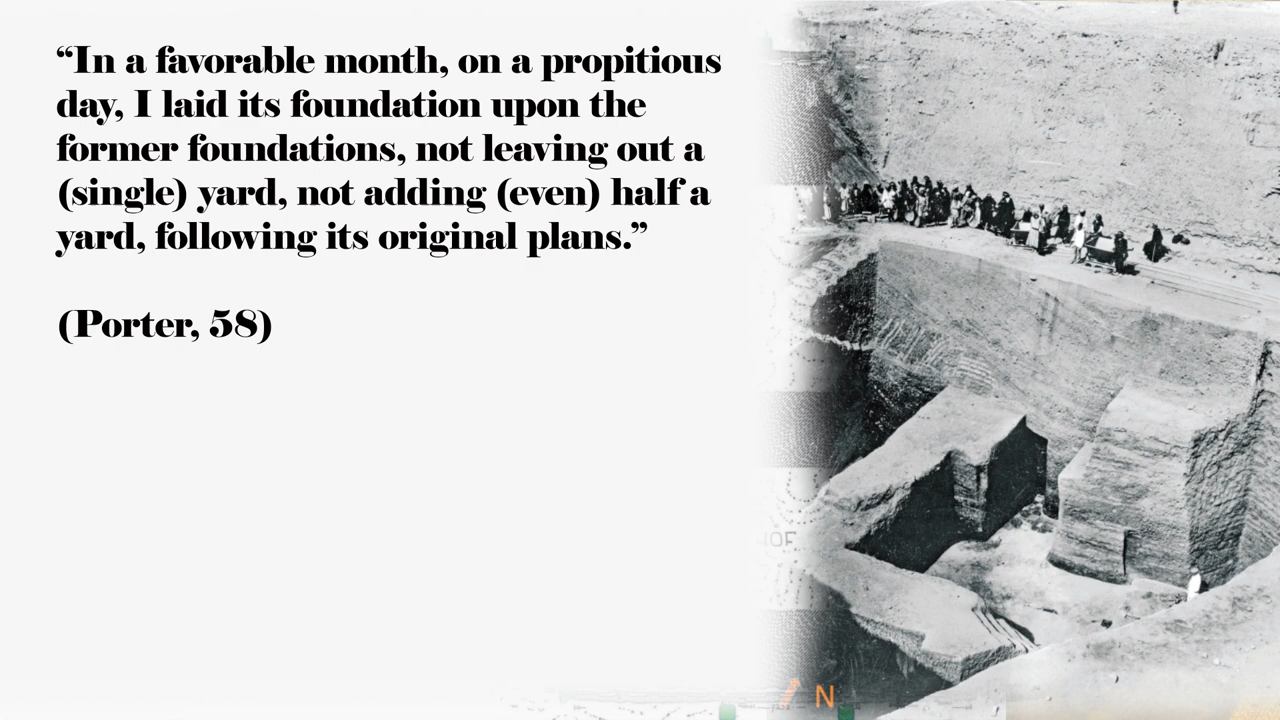 “In a favorable month, on a propitious
day, I laid its foundation upon the
former foundations, not leaving out a
(single) yard, not adding (even) half a
yard, following its original plans.”
(Porter, 58)
N